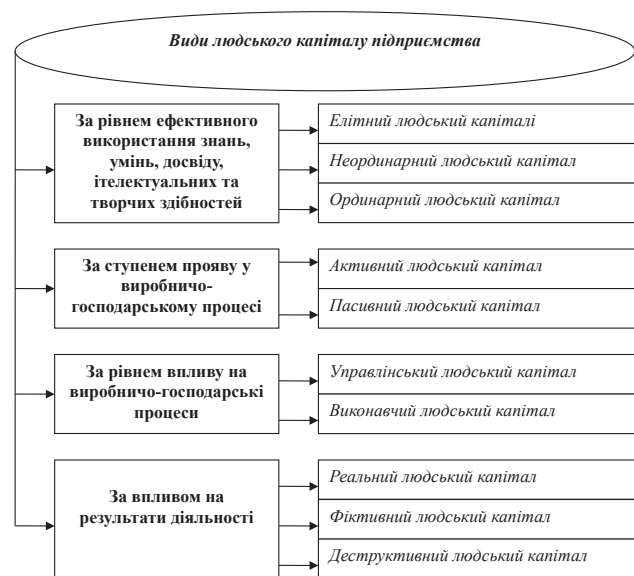 Види людського капіталу підприємства
За рівнем ефективного
використання знань,
умінь, досвіду,
ітелектуальних та
творчих здібностей
Елітний людський капіталі
Неординарний людський капітал
Ординарний людський капітал
За ступенем прояву у
виробничо-
господарському процесі
Активний людський капітал
Пасивний людський капітал
За рівнем впливу на
виробничо-господарські
процеси
Управлінський людський капітал
Виконавчий людський капітал
За впливом на
результати діяльності
Реальний людський капітал
Фіктивний людський капітал
Деструктивний людський капітал